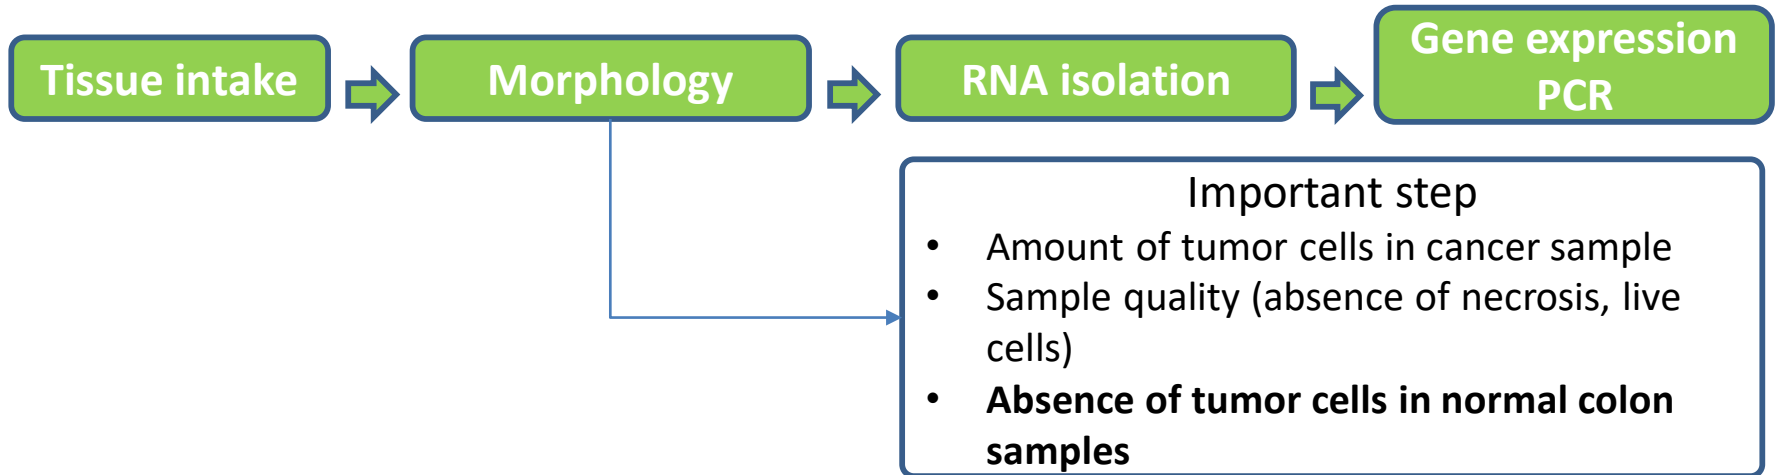 Tissue intake
Morphology
RNA isolation
Gene expression
PCR
Important step
• Amount of tumor cells in cancer sample
• Sample quality (absence of necrosis, live
cells)
• Absence of tumor cells in normal colon
samples